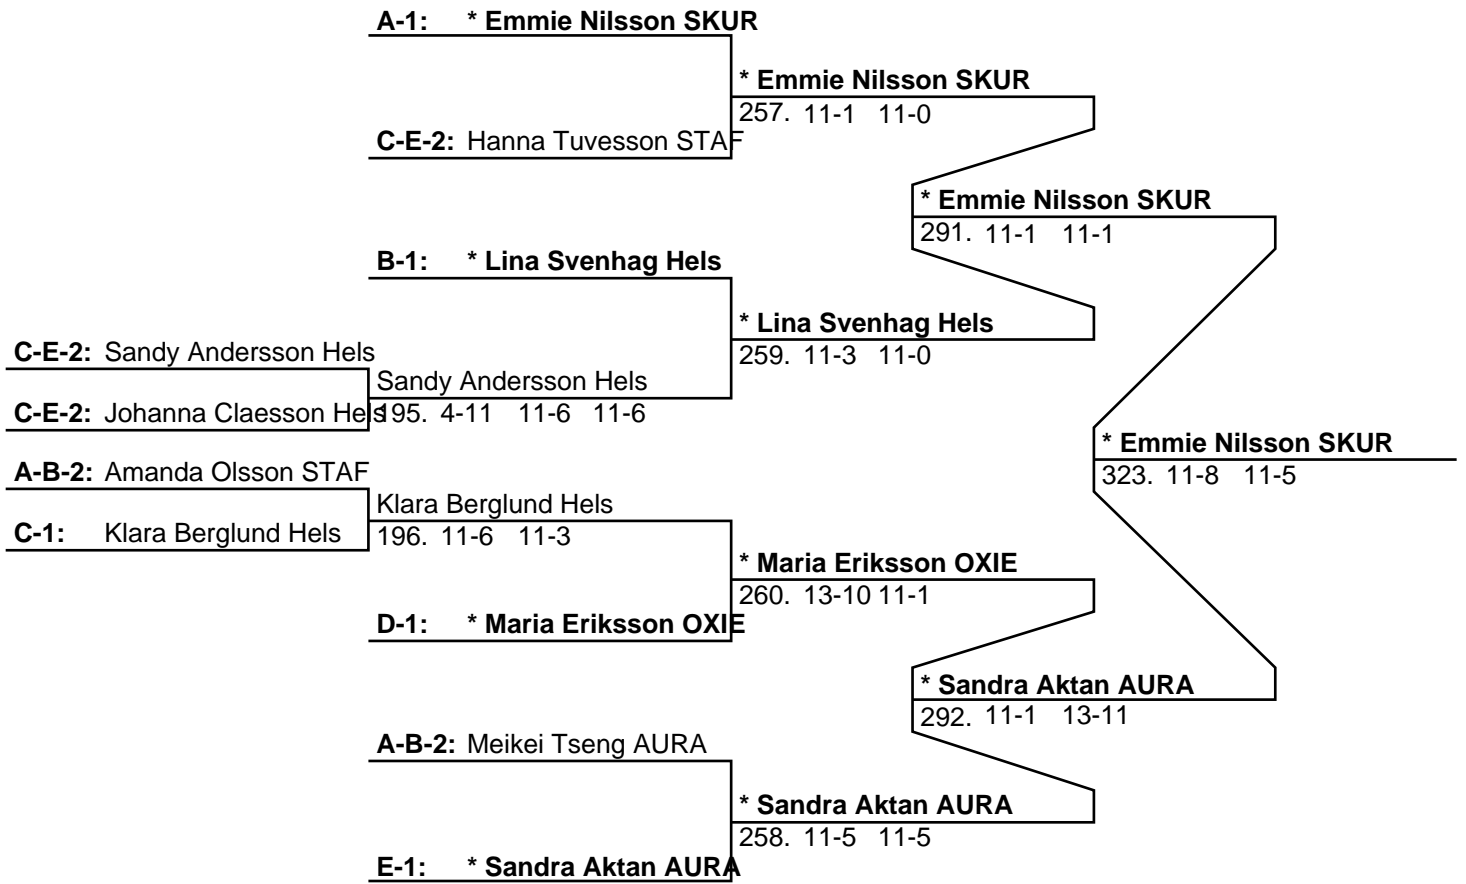 A-1: * Emmie Nilsson SKUR
* Emmie Nilsson SKUR
257. 11-1 11-0
C-E-2: Hanna Tuvesson STAF
* Emmie Nilsson SKUR
291. 11-1 11-1
B-1: * Lina Svenhag Hels
* Lina Svenhag Hels
259. 11-3 11-0
C-E-2: Sandy Andersson Hels
Sandy Andersson Hels
C-E-2: Johanna Claesson Hels
195. 4-11 11-6 11-6
* Emmie Nilsson SKUR
323. 11-8 11-5
A-B-2: Amanda Olsson STAF
Klara Berglund Hels
C-1: Klara Berglund Hels
196. 11-6 11-3
* Maria Eriksson OXIE
260. 13-10 11-1
D-1: * Maria Eriksson OXIE
* Sandra Aktan AURA
292. 11-1 13-11
A-B-2: Meikei Tseng AURA
* Sandra Aktan AURA
258. 11-5 11-5
E-1: * Sandra Aktan AURA